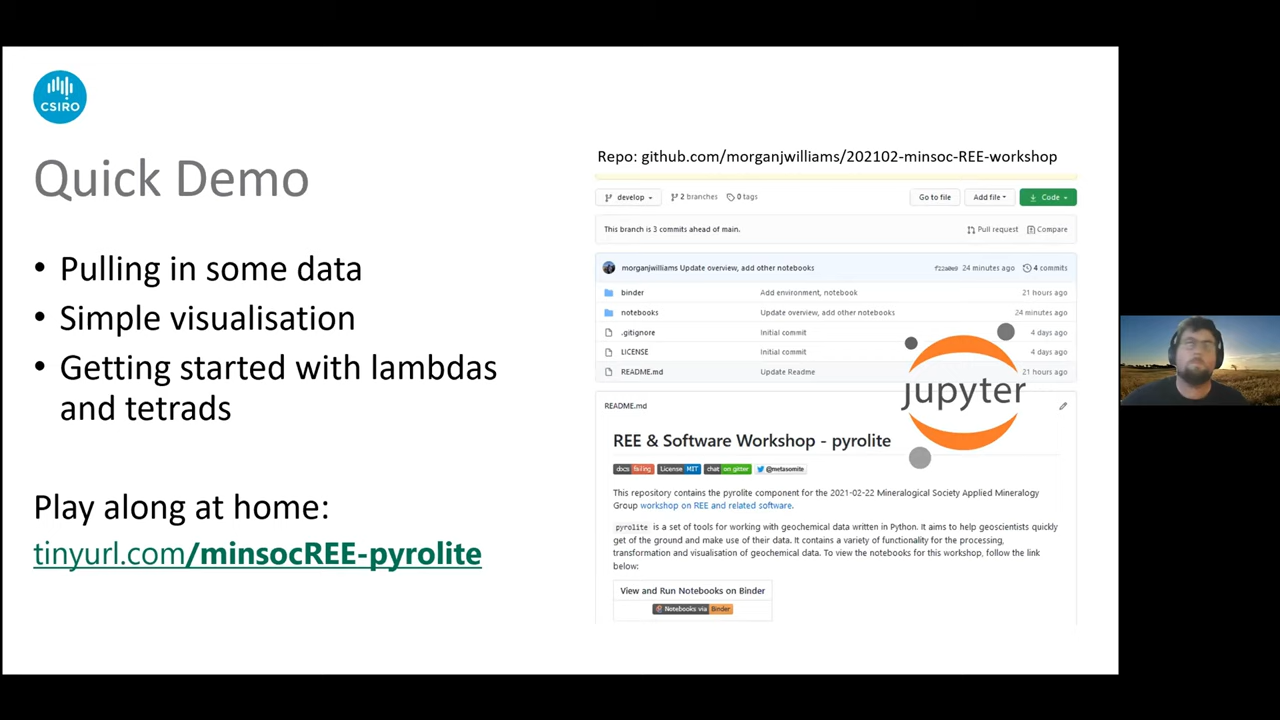 CSIRO
Quick Demo
• Pulling in some data
• Simple visualisation
• Getting started with lambdas
and tetrads
Play along at home:
tinyurl.com/minsocREE-pyrolite
Repo: github.com/morganjwilliams/202102-minsoc-REE-workshop
develop 2 branches 0 tags Go to file Add file Code
This branch is 3 commits ahead of main. Pull request Compare
morganjwilliams Update overview, add other notebooks 24 minutes ago 4 commits
binder Add environment, notebook 21 hours ago
notebooks Update overview, add other notebooks 24 minutes ago
.gitignore Initial commit 4 days ago
LICENSE Initial commit 4 days ago
README.md Update Readme 21 hours ago
jupyter
README.md
REE & Software Workshop - pyrolite
docs failing License MIT chat on gitter @metasomite
This repository contains the pyrolite component for the 2021-02-22 Mineralogical Society Applied Mineralogy
Group workshop on REE and related software.
pyrolite is a set of tools for working with geochemical data written in Python. It aims to help geoscientists quickly
get of the ground and make use of their data. It contains a variety of functionality for the processing,
transformation and visualisation of geochemical data. To view the notebooks for this workshop, follow the link
below:
View and Run Notebooks on Binder
Notebooks via Binder